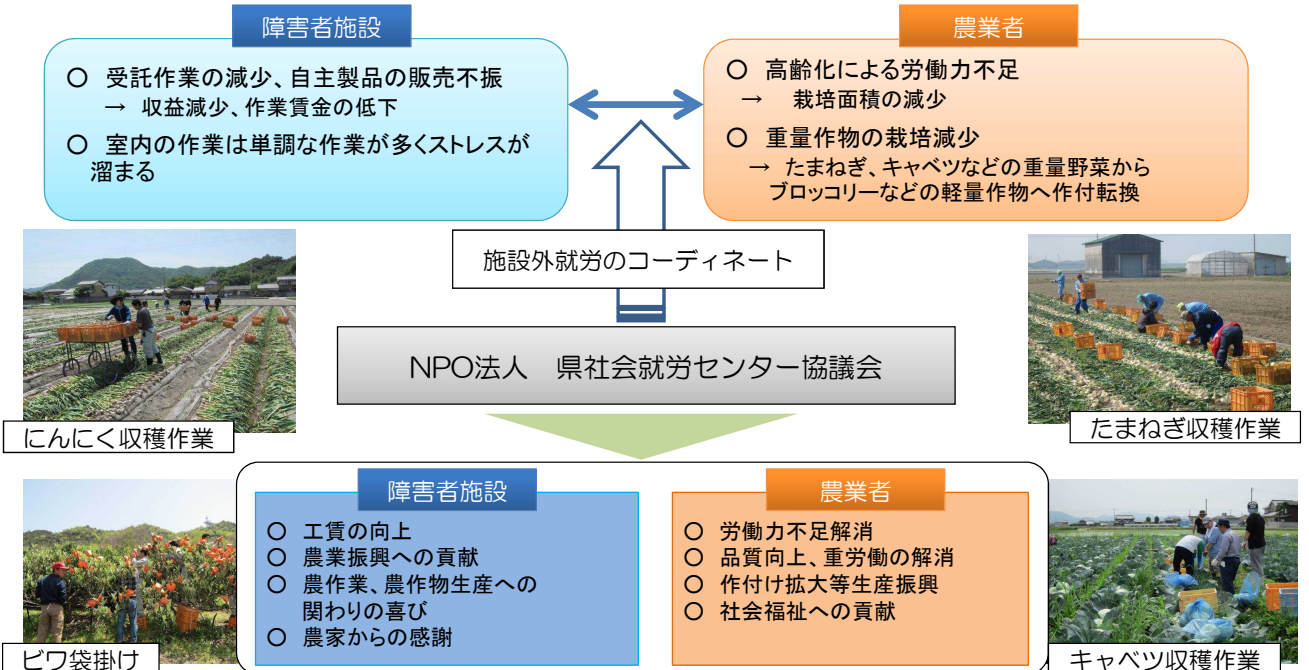 障害者施設
○ 受託作業の減少、自主製品の販売不振
→ 収益減少、作業賃金の低下
○ 室内の作業は単調な作業が多くストレスが
溜まる
農業者
○ 高齢化による労働力不足
→ 栽培面積の減少
○ 重量作物の栽培減少
→ たまねぎ、キャベツなどの重量野菜から
ブロッコリーなどの軽量作物へ作付転換
施設外就労のコーディネート
NPO法人 県社会就労センター協議会
にんにく収穫作業
たまねぎ収穫作業
障害者施設
○ 工賃の向上
○ 農業振興への貢献
○ 農作業、農作物生産への
関わりの喜び
○ 農家からの感謝
農業者
○ 労働力不足解消
○ 品質向上、重労働の解消
○ 作付け拡大等生産振興
○ 社会福祉への貢献
ビワ袋掛け
キャベツ収穫作業